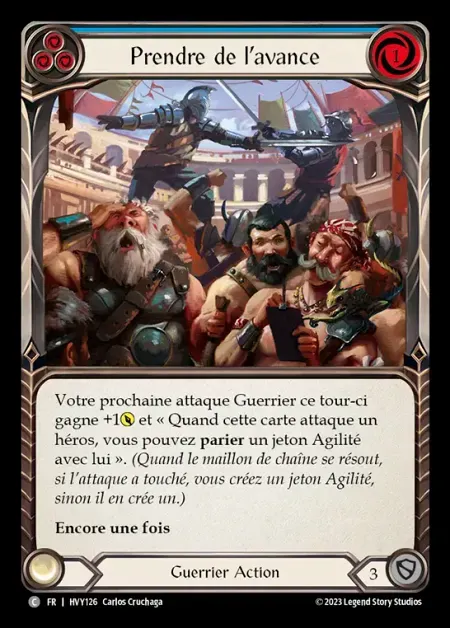 Prendre de l'avance
1
Votre prochaine attaque Guerrier ce tour-ci
gagne +1 et « Quand cette carte attaque un
héros, vous pouvez parier un jeton Agilité
avec lui ». (Quand le maillon de chaîne se résout,
si l'attaque a touché, vous créez un jeton Agilité,
sinon il en crée un.)
Encore une fois
Guerrier Action
3
C FR | HVY126 Carlos Cruchaga
© 2023 Legend Story Studios